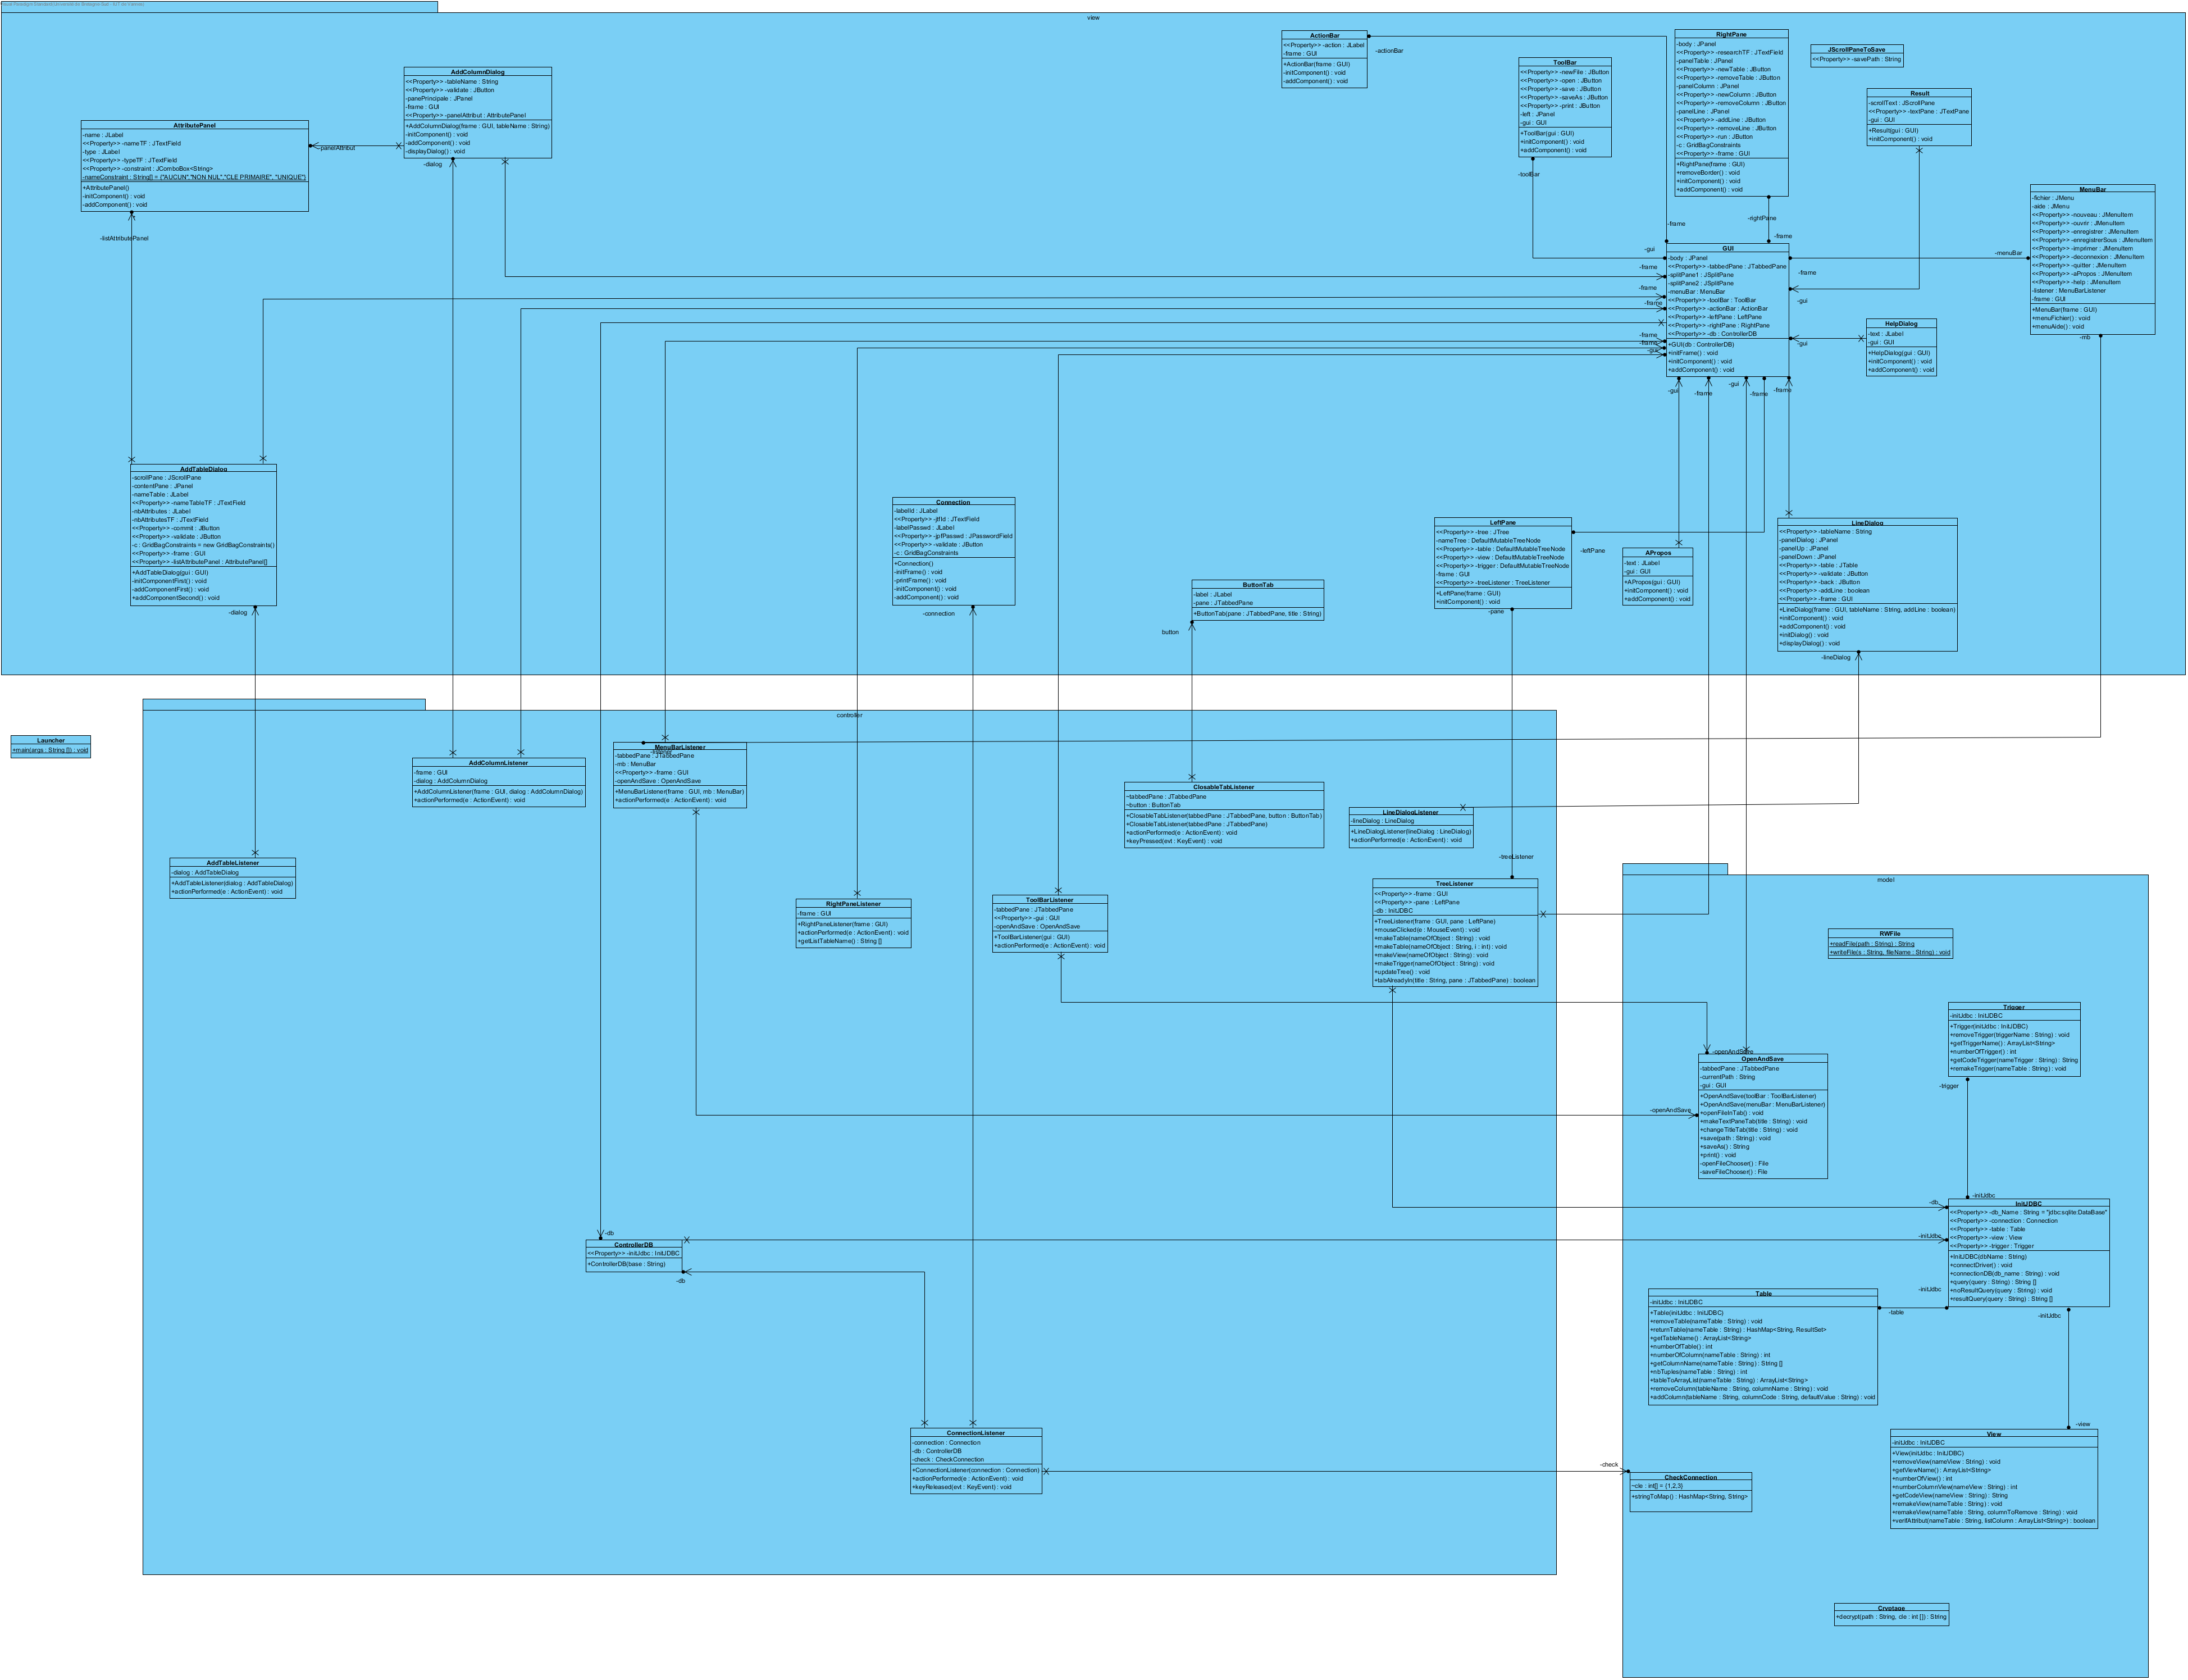 view
ActionBar
<<Property>> -action : JLabel
-frame : GUI
+ActionBar(frame : GUI)
-initComponent() : void
-addComponent() : void
-actionBar
RightPane
-body : JPanel
<<Property>> -researchTF : JTextField
-panelTable : JPanel
<<Property>> -newTable : JButton
<<Property>> -removeTable : JButton
-panelColumn : JPanel
<<Property>> -newColumn : JButton
<<Property>> -removeColumn : JButton
-panelLine : JPanel
<<Property>> -addLine : JButton
<<Property>> -removeLine : JButton
<<Property>> -run : JButton
-c : GridBagConstraints
<<Property>> -frame : GUI
+RightPane(frame : GUI)
+removeBorder() : void
+initComponent() : void
+addComponent() : void
JScrollPaneToSave
<<Property>> -savePath : String
ToolBar
<<Property>> -newFile : JButton
<<Property>> -open : JButton
<<Property>> -save : JButton
<<Property>> -saveAs : JButton
<<Property>> -print : JButton
-left : JPanel
-gui : GUI
+ToolBar(gui : GUI)
+initComponent() : void
+addComponent() : void
-toolBar
Result
-scrollText : JScrollPane
<<Property>> -textPane : JTextPane
-gui : GUI
+Result(gui : GUI)
+initComponent() : void
AddColumnDialog
<<Property>> -tableName : String
<<Property>> -validate : JButton
-panePrincipale : JPanel
-frame : GUI
<<Property>> -panelAttribut : AttributePanel
+AddColumnDialog(frame : GUI, tableName : String)
-initComponent() : void
-addComponent() : void
-displayDialog() : void
-dialog
AttributePanel
-name : JLabel
<<Property>> -nameTF : JTextField
-type : JLabel
<<Property>> -typeTF : JTextField
<<Property>> -constraint : JComboBox<String>
-nameConstraint : String[] = {"AUCUN","NON NUL","CLE PRIMAIRE", "UNIQUE"}
+AttributePanel()
-initComponent() : void
-addComponent() : void
-panelAttribut
-listAttributePanel
MenuBar
-fichier : JMenu
-aide : JMenu
<<Property>> -nouveau : JMenuItem
<<Property>> -ouvrir : JMenuItem
<<Property>> -enregistrer : JMenuItem
<<Property>> -enregistrerSous : JMenuItem
<<Property>> -imprimer : JMenuItem
<<Property>> -deconnexion : JMenuItem
<<Property>> -quitter : JMenuItem
<<Property>> -aPropos : JMenuItem
<<Property>> -help : JMenuItem
-listener : MenuBarListener
-frame : GUI
+MenuBar(frame : GUI)
+menuFichier() : void
+menuAide() : void
-menuBar
-mb
-rightPane
-frame
-frame
-gui
GUI
-body : JPanel
<<Property>> -tabbedPane : JTabbedPane
-splitPane1 : JSplitPane
-splitPane2 : JSplitPane
-menuBar : MenuBar
<<Property>> -toolBar : ToolBar
<<Property>> -actionBar : ActionBar
<<Property>> -leftPane : LeftPane
<<Property>> -rightPane : RightPane
<<Property>> -db : ControllerDB
+GUI(db : ControllerDB)
+initFrame() : void
+initComponent() : void
+addComponent() : void
-frame
-frame
-frame
-frame
-frame
-gui
-frame
-gui
-gui
-gui
-frame
-gui
-frame
-frame
HelpDialog
-text : JLabel
-gui : GUI
+HelpDialog(gui : GUI)
+initComponent() : void
+addComponent() : void
AddTableDialog
-scrollPane : JScrollPane
-contentPane : JPanel
-nameTable : JLabel
<<Property>> -nameTableTF : JTextField
-nbAttributes : JLabel
-nbAttributesTF : JTextField
<<Property>> -commit : JButton
<<Property>> -validate : JButton
-c : GridBagConstraints = new GridBagConstraints()
<<Property>> -frame : GUI
<<Property>> -listAttributePanel : AttributePanel[]
+AddTableDialog(gui : GUI)
-initComponentFirst() : void
-addComponentFirst() : void
+addComponentSecond() : void
-dialog
Connection
-labelId : JLabel
<<Property>> -jtfId : JTextField
-labelPasswd : JLabel
<<Property>> -jpfPasswd : JPasswordField
<<Property>> -validate : JButton
-c : GridBagConstraints
+Connection()
-initFrame() : void
-printFrame() : void
-initComponent() : void
-addComponent() : void
-connection
ButtonTab
-label : JLabel
-pane : JTabbedPane
+ButtonTab(pane : JTabbedPane, title : String)
button
LeftPane
<<Property>> -tree : JTree
-nameTree : DefaultMutableTreeNode
<<Property>> -table : DefaultMutableTreeNode
<<Property>> -view : DefaultMutableTreeNode
<<Property>> -trigger : DefaultMutableTreeNode
-frame : GUI
<<Property>> -treeListener : TreeListener
+LeftPane(frame : GUI)
+initComponent() : void
-leftPane
-pane
APropos
-text : JLabel
-gui : GUI
+APropos(gui : GUI)
+initComponent() : void
+addComponent() : void
LineDialog
<<Property>> -tableName : String
-panelDialog : JPanel
-panelUp : JPanel
-panelDown : JPanel
<<Property>> -table : JTable
<<Property>> -validate : JButton
<<Property>> -back : JButton
<<Property>> -addLine : boolean
<<Property>> -frame : GUI
+LineDialog(frame : GUI, tableName : String, addLine : boolean)
+initComponent() : void
+addComponent() : void
+initDialog() : void
+displayDialog() : void
-lineDialog
controller
Launcher
+main(args : String []) : void
AddColumnListener
-frame : GUI
-dialog : AddColumnDialog
+AddColumnListener(frame : GUI, dialog : AddColumnDialog)
+actionPerformed(e : ActionEvent) : void
MenuBarListener
-tabbedPane : JTabbedPane
-mb : MenuBar
<<Property>> -frame : GUI
-openAndSave : OpenAndSave
+MenuBarListener(frame : GUI, mb : MenuBar)
+actionPerformed(e : ActionEvent) : void
ClosableTabListener
~tabbedPane : JTabbedPane
~button : ButtonTab
+ClosableTabListener(tabbedPane : JTabbedPane, button : ButtonTab)
+ClosableTabListener(tabbedPane : JTabbedPane)
+actionPerformed(e : ActionEvent) : void
+keyPressed(evt : KeyEvent) : void
LineDialogListener
-lineDialog : LineDialog
+LineDialogListener(lineDialog : LineDialog)
+actionPerformed(e : ActionEvent) : void
AddTableListener
-dialog : AddTableDialog
+AddTableListener(dialog : AddTableDialog)
+actionPerformed(e : ActionEvent) : void
RightPaneListener
-frame : GUI
+RightPaneListener(frame : GUI)
+actionPerformed(e : ActionEvent) : void
+getListTableName() : String []
ToolBarListener
-tabbedPane : JTabbedPane
<<Property>> -gui : GUI
-openAndSave : OpenAndSave
+ToolBarListener(gui : GUI)
+actionPerformed(e : ActionEvent) : void
-treeListener
TreeListener
<<Property>> -frame : GUI
<<Property>> -pane : LeftPane
-db : InitJDBC
+TreeListener(frame : GUI, pane : LeftPane)
+mouseClicked(e : MouseEvent) : void
+makeTable(nameOfObject : String) : void
+makeTable(nameOfObject : String, i : int) : void
+makeView(nameOfObject : String) : void
+makeTrigger(nameOfObject : String) : void
+updateTree() : void
+tabAlreadyIn(title : String, pane : JTabbedPane) : boolean
-db
ControllerDB
<<Property>> -initJdbc : InitJDBC
+ControllerDB(base : String)
-db
ConnectionListener
-connection : Connection
-db : ControllerDB
-check : CheckConnection
+ConnectionListener(connection : Connection)
+actionPerformed(e : ActionEvent) : void
+keyReleased(evt : KeyEvent) : void
model
RWFile
+readFile(path : String) : String
+writeFile(s : String, fileName : String) : void
Trigger
-initJdbc : InitJDBC
+Trigger(initJdbc : InitJDBC)
+removeTrigger(triggerName : String) : void
+getTriggerName() : ArrayList<String>
+numberOfTrigger() : int
+getCodeTrigger(nameTrigger : String) : String
+remakeTrigger(nameTable : String) : void
-trigger
-openAndSave
OpenAndSave
-tabbedPane : JTabbedPane
-currentPath : String
-gui : GUI
+OpenAndSave(toolBar : ToolBarListener)
+OpenAndSave(menuBar : MenuBarListener)
+openFileInTab() : void
+makeTextPaneTab(title : String) : void
+changeTitleTab(title : String) : void
+save(path : String) : void
+saveAs() : String
+print() : void
-openFileChooser() : File
-saveFileChooser() : File
-openAndSave
-initJdbc
-db
-initJdbc
InitJDBC
<<Property>> -db_Name : String = "jdbc:sqlite:DataBase"
<<Property>> -connection : Connection
<<Property>> -table : Table
<<Property>> -view : View
<<Property>> -trigger : Trigger
+InitJDBC(dbName : String)
+connectDriver() : void
+connectionDB(db_name : String) : void
+query(query : String) : String []
+noResultQuery(query : String) : void
+resultQuery(query : String) : String []
-initJdbc
-table
-initJdbc
Table
-initJdbc : InitJDBC
+Table(initJdbc : InitJDBC)
+removeTable(nameTable : String) : void
+returnTable(nameTable : String) : HashMap<String, ResultSet>
+getTableName() : ArrayList<String>
+numberOfTable() : int
+numberOfColumn(nameTable : String) : int
+getColumnName(nameTable : String) : String []
+nbTuples(nameTable : String) : int
+tableToArrayList(nameTable : String) : ArrayList<String>
+removeColumn(tableName : String, columnName : String) : void
+addColumn(tableName : String, columnCode : String, defaultValue : String) : void
-view
View
-initJdbc : InitJDBC
+View(initJdbc : InitJDBC)
+removeView(nameView : String) : void
+getViewName() : ArrayList<String>
+numberOfView() : int
+numberColumnView(nameView : String) : int
+getCodeView(nameView : String) : String
+remakeView(nameTable : String) : void
+remakeView(nameTable : String, columnToRemove : String) : void
+verifAttribut(nameTable : String, listColumn : ArrayList<String>) : boolean
-check
CheckConnection
~cle : int[] = {1,2,3}
+stringToMap() : HashMap<String, String>
Cryptage
+decrypt(path : String, cle : int []) : String